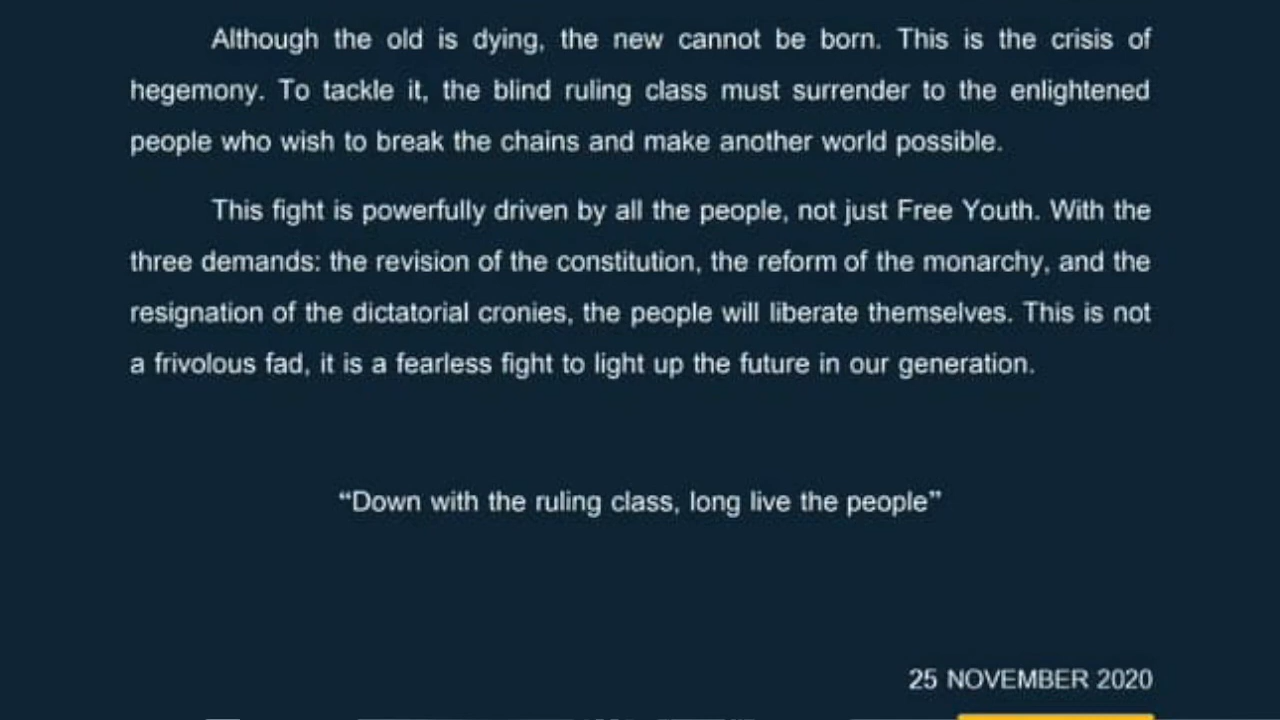 Although the old is dying, the new cannot be born. This is the crisis of
hegemony. To tackle it, the blind ruling class must surrender to the enlightened
people who wish to break the chains and make another world possible.
This fight is powerfully driven by all the people, not just Free Youth. With the
three demands: the revision of the constitution, the reform of the monarchy, and the
resignation of the dictatorial cronies, the people will liberate themselves. This is not
a frivolous fad, it is a fearless fight to light up the future in our generation.
“Down with the ruling class, long live the people”
25 NOVEMBER 2020